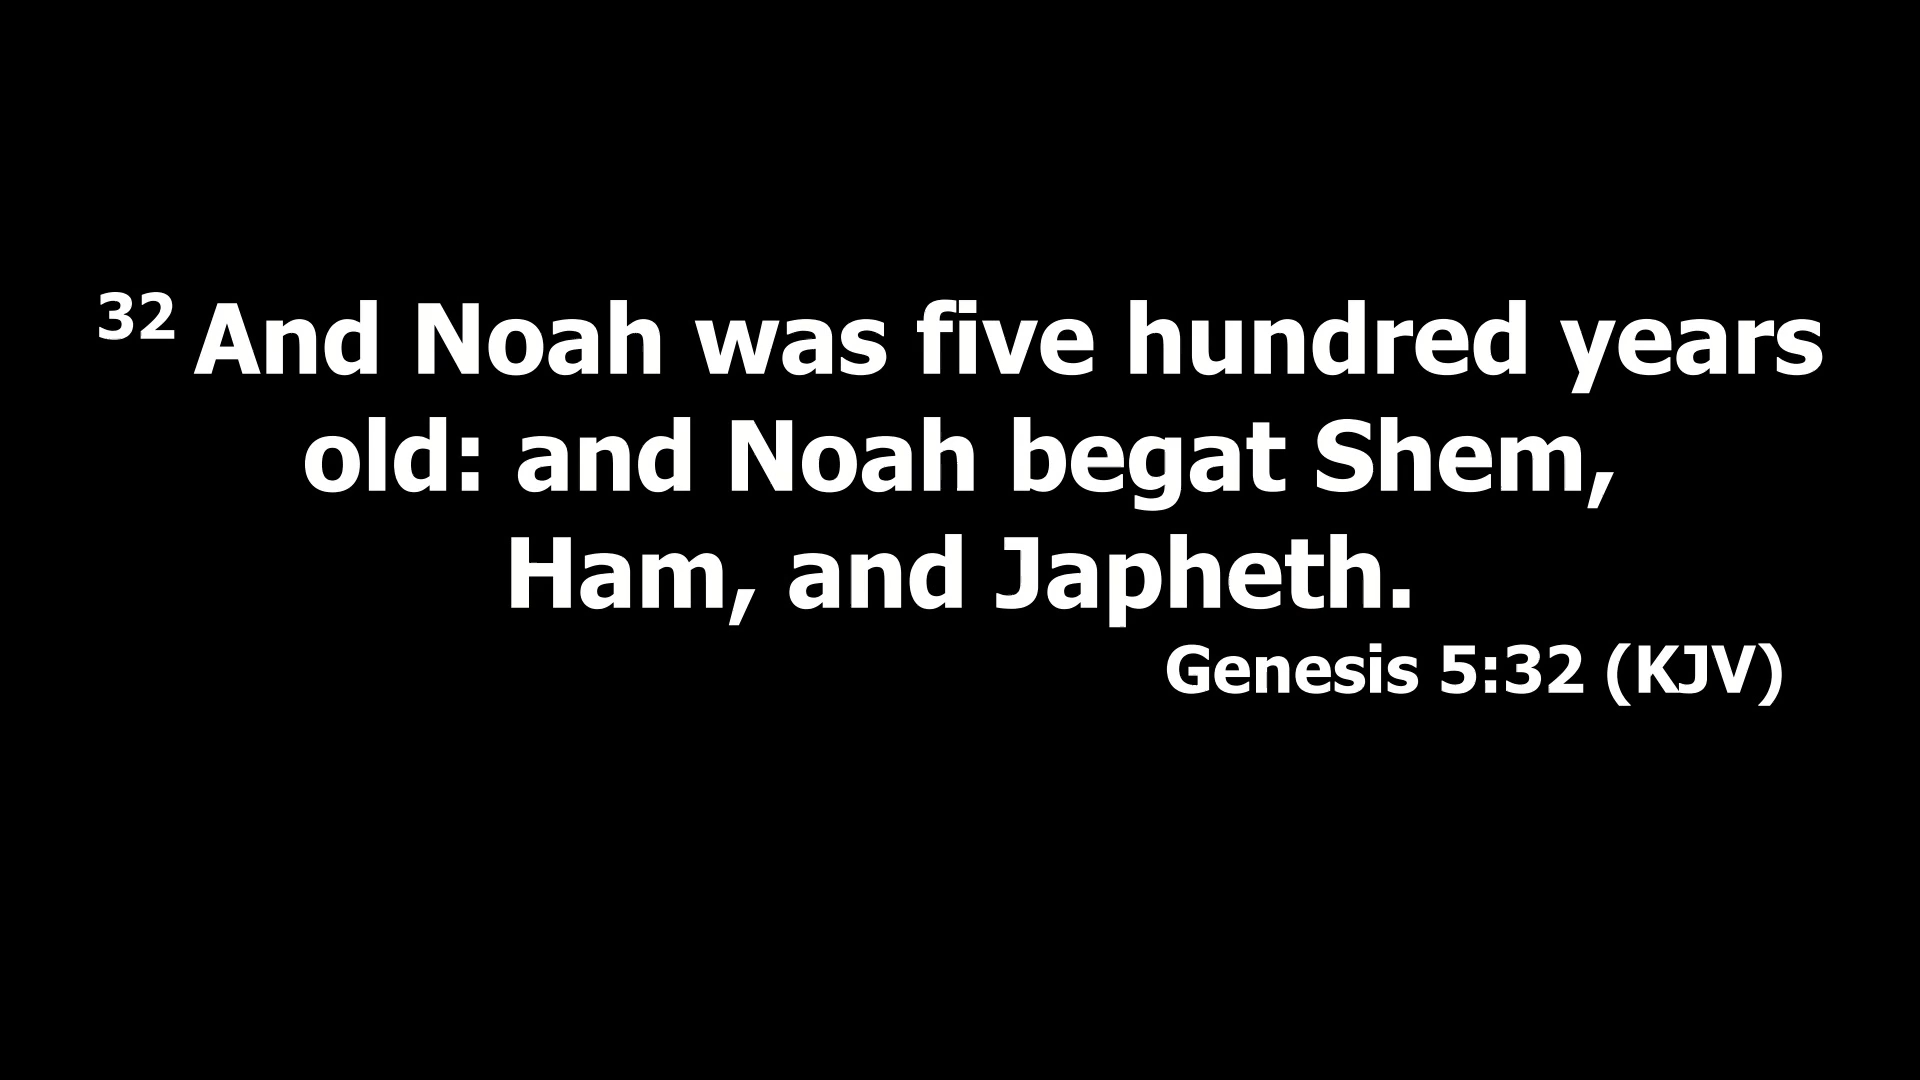 32 And Noah was five hundred years
old: and Noah begat Shem,
Ham, and Japheth.
Genesis 5:32 (KJV)